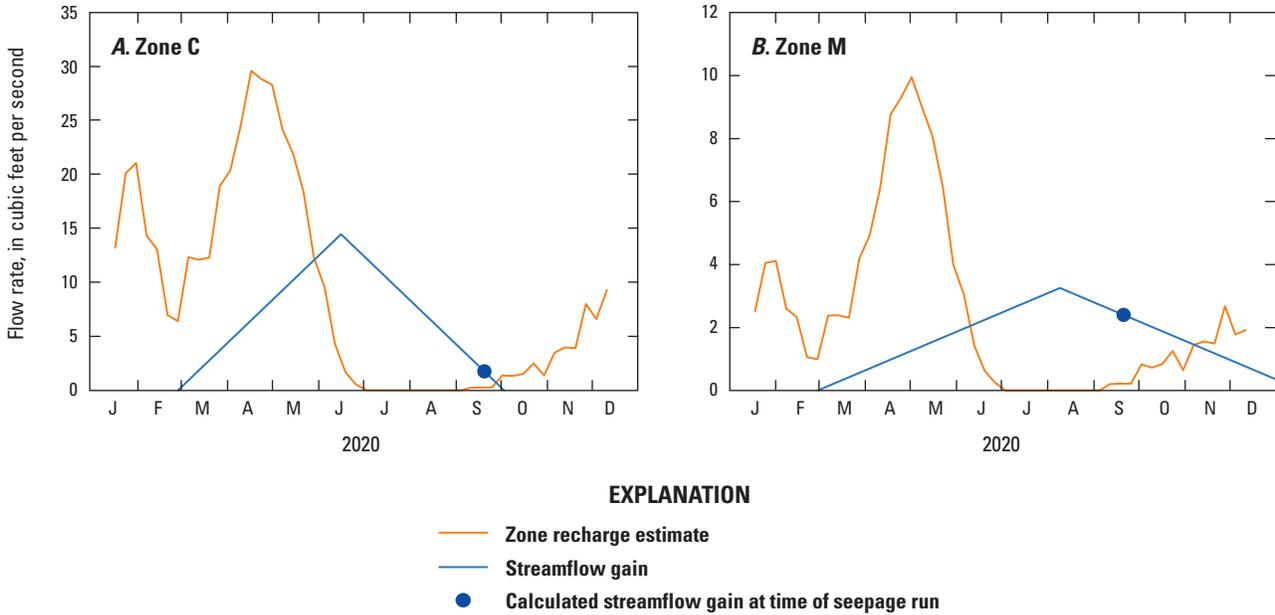 A. Zone C
Flow rate, in cubic feet per second
35
30
25
20
15
10
5
0
J F M A M J J A S O N D
2020
B. Zone M
12
10
8
6
4
2
0
J F M A M J J A S O N D
2020
EXPLANATION
Zone recharge estimate
Streamflow gain
Calculated streamflow gain at time of seepage run